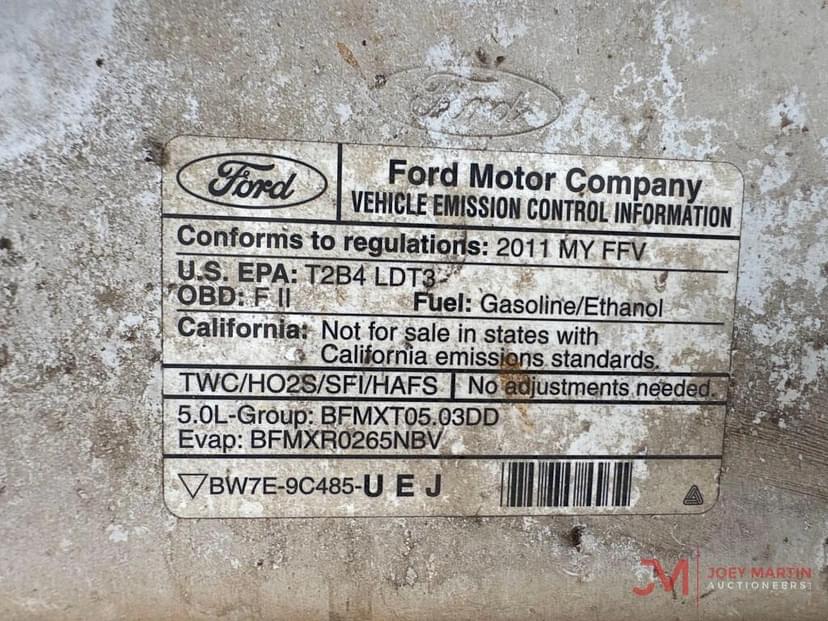 Ford
Ford
Ford Motor Company
VEHICLE EMISSION CONTROL INFORMATION
Conforms to regulations: 2011 MY FFV
U.S. EPA: T2B4 LDT3
OBD: F II Fuel: Gasoline/Ethanol
California: Not for sale in states with
California emissions standards.
TWC/HO2S/SFI/HAFS No adjustments needed.
5.0L-Group: BFMXT05.03DD
Evap: BFMXR0265NBV
BW7E-9C485-U E J
JM JOEY MARTIN
AUCTIONEERS